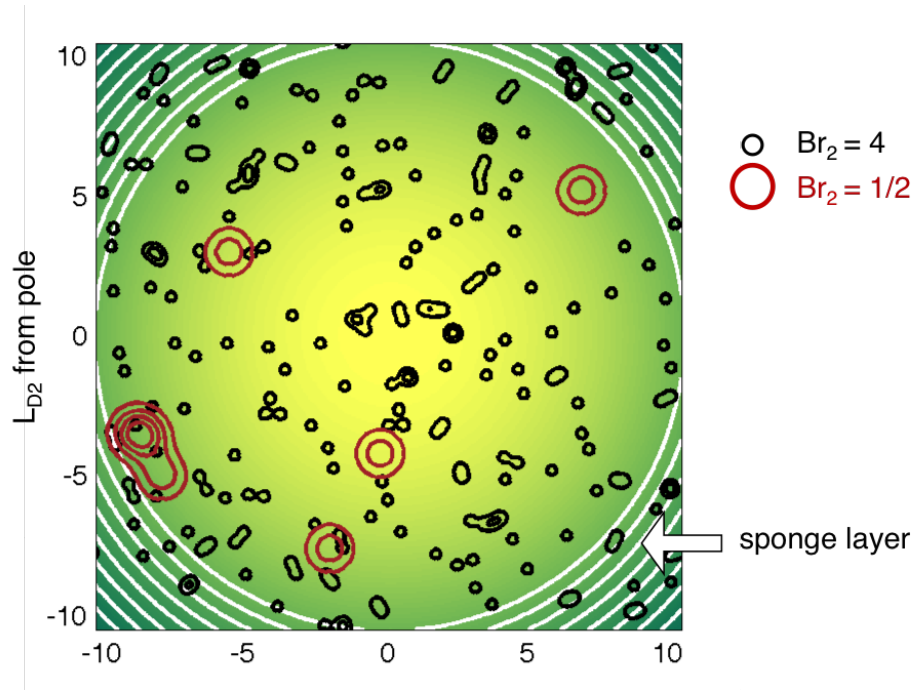 10
5
0
-5
-10
-10
-5
0
5
10
L_D2 from pole
Br₂ = 4
Br₂ = 1/2
sponge layer